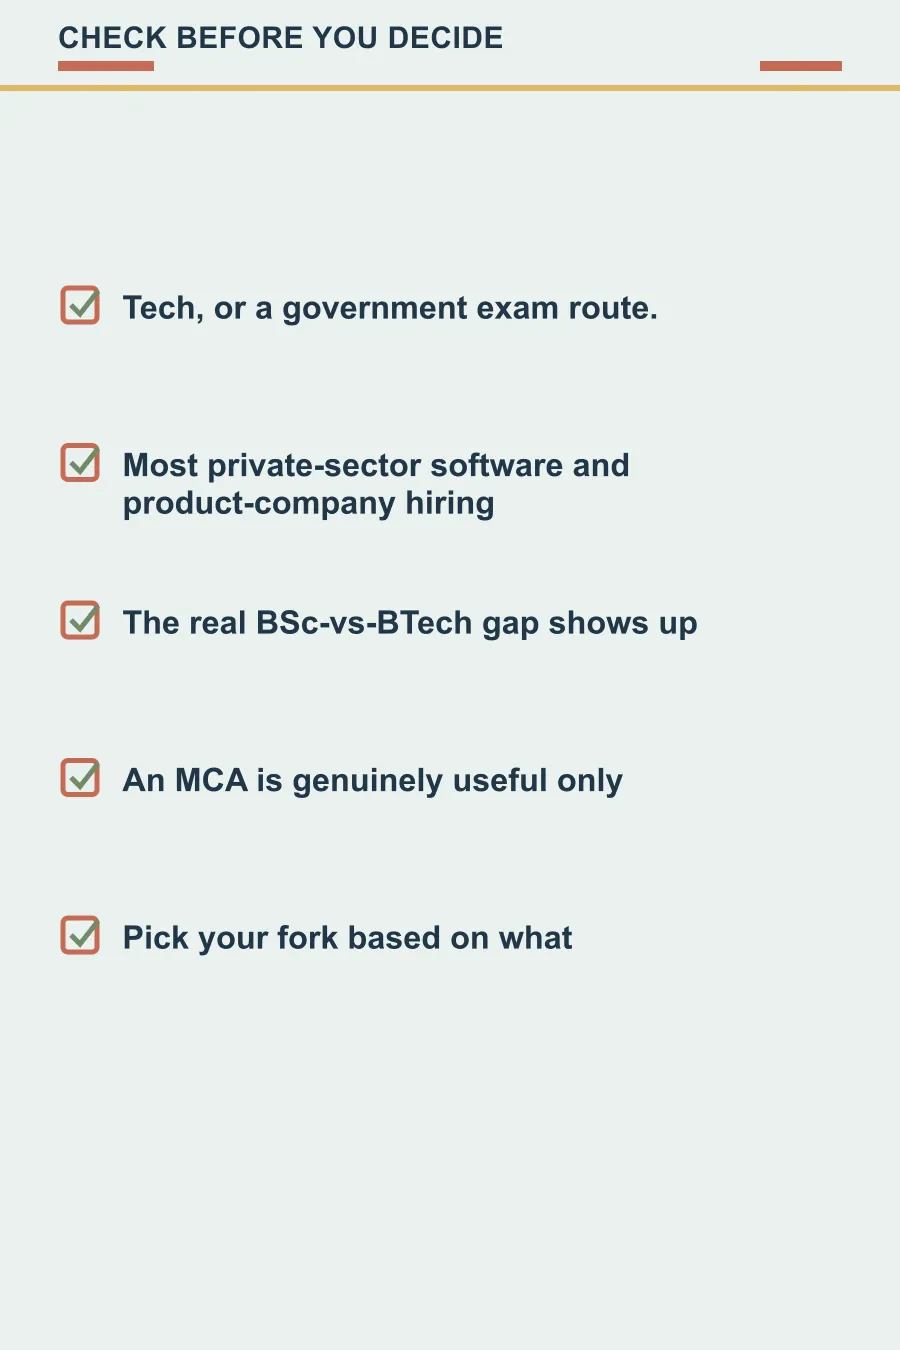 CHECK BEFORE YOU DECIDE
Tech, or a government exam route.
Most private-sector software and
product-company hiring
The real BSc-vs-BTech gap shows up
An MCA is genuinely useful only
Pick your fork based on what